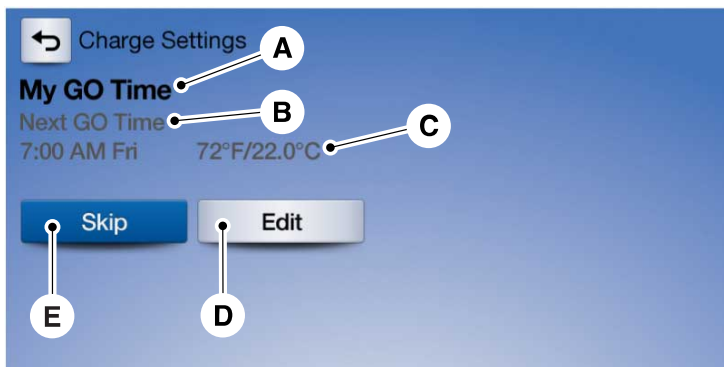 Charge Settings
A
My GO Time
B
Next GO Time
C
7:00 AM Fri 72°F/22.0°C
Skip Edit
E D